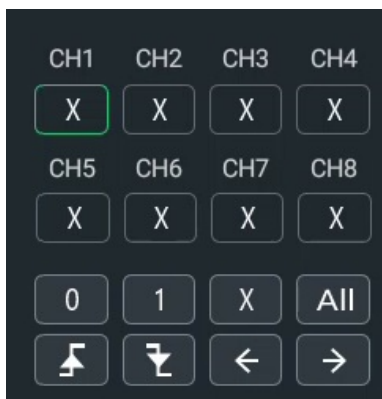 CH1 CH2 CH3 CH4
X X X X
CH5 CH6 CH7 CH8
X X X X
0 1 X All